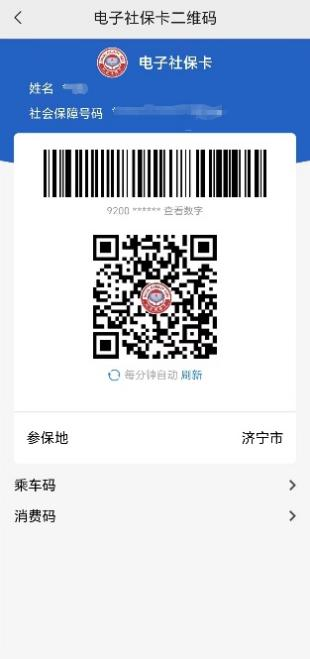 电子社保卡二维码
电子社保卡
姓名
社会保障号码
9200 ****** 查看数字
每分钟自动 刷新
参保地 济宁市
乘车码
消费码